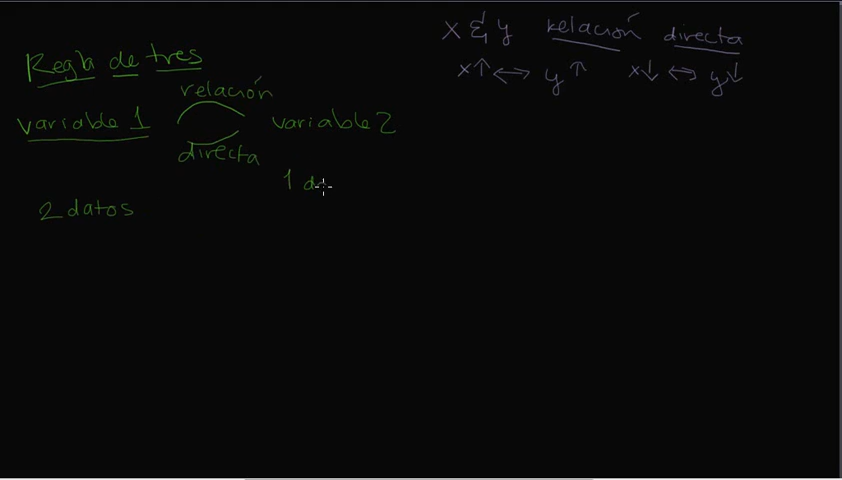 Regla de tres
relación
variable 1 variable 2
directa
1 d
2 datos
x & y relación directa
x↑ ↔ y↑ x↓ ↔ y↓